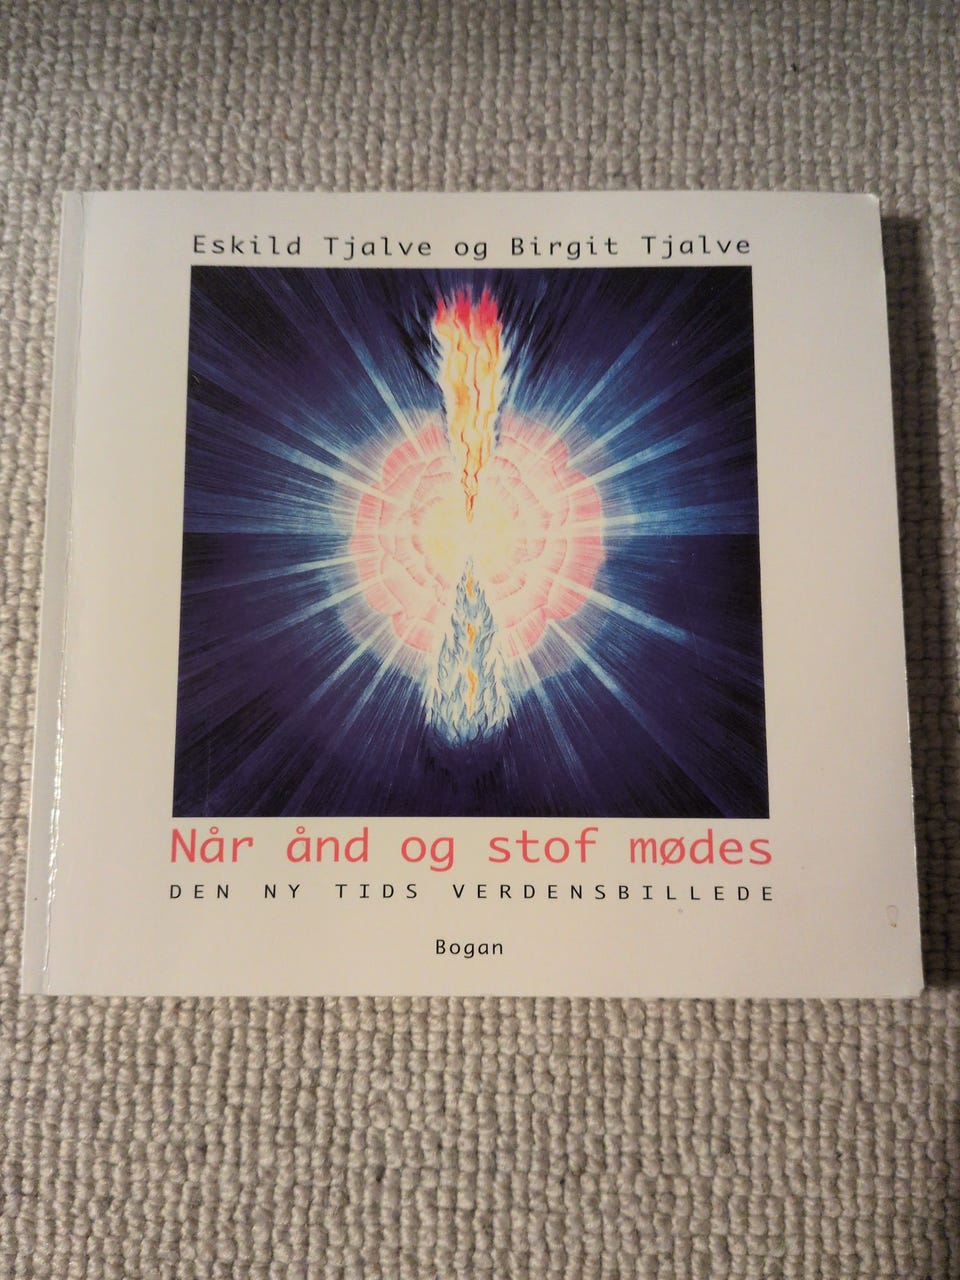 Eskild Tjalve og Birgit Tjalve
Når ånd og stof mødes
DEN NY TIDS VERDENSBILLEDE
Bogan